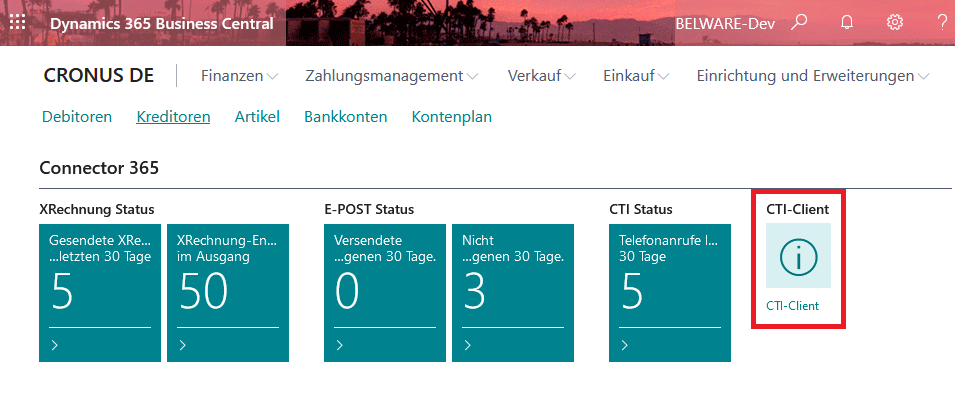 Dynamics 365 Business Central
BELWARE-Dev
?
CRONUS DE
Finanzen
Zahlungsmanagement
Verkauf
Einkauf
Einrichtung und Erweiterungen
Debitoren
Kreditoren
Artikel
Bankkonten
Kontenplan
Connector 365
XRechnung Status
Gesendete XRe...
...letzten 30 Tage
5
XRechnung-En...
im Ausgang
50
E-POST Status
Versendete
...genen 30 Tage.
0
Nicht
...genen 30 Tage.
3
CTI Status
Telefonanrufe l...
30 Tage
5
CTI-Client
i
CTI-Client